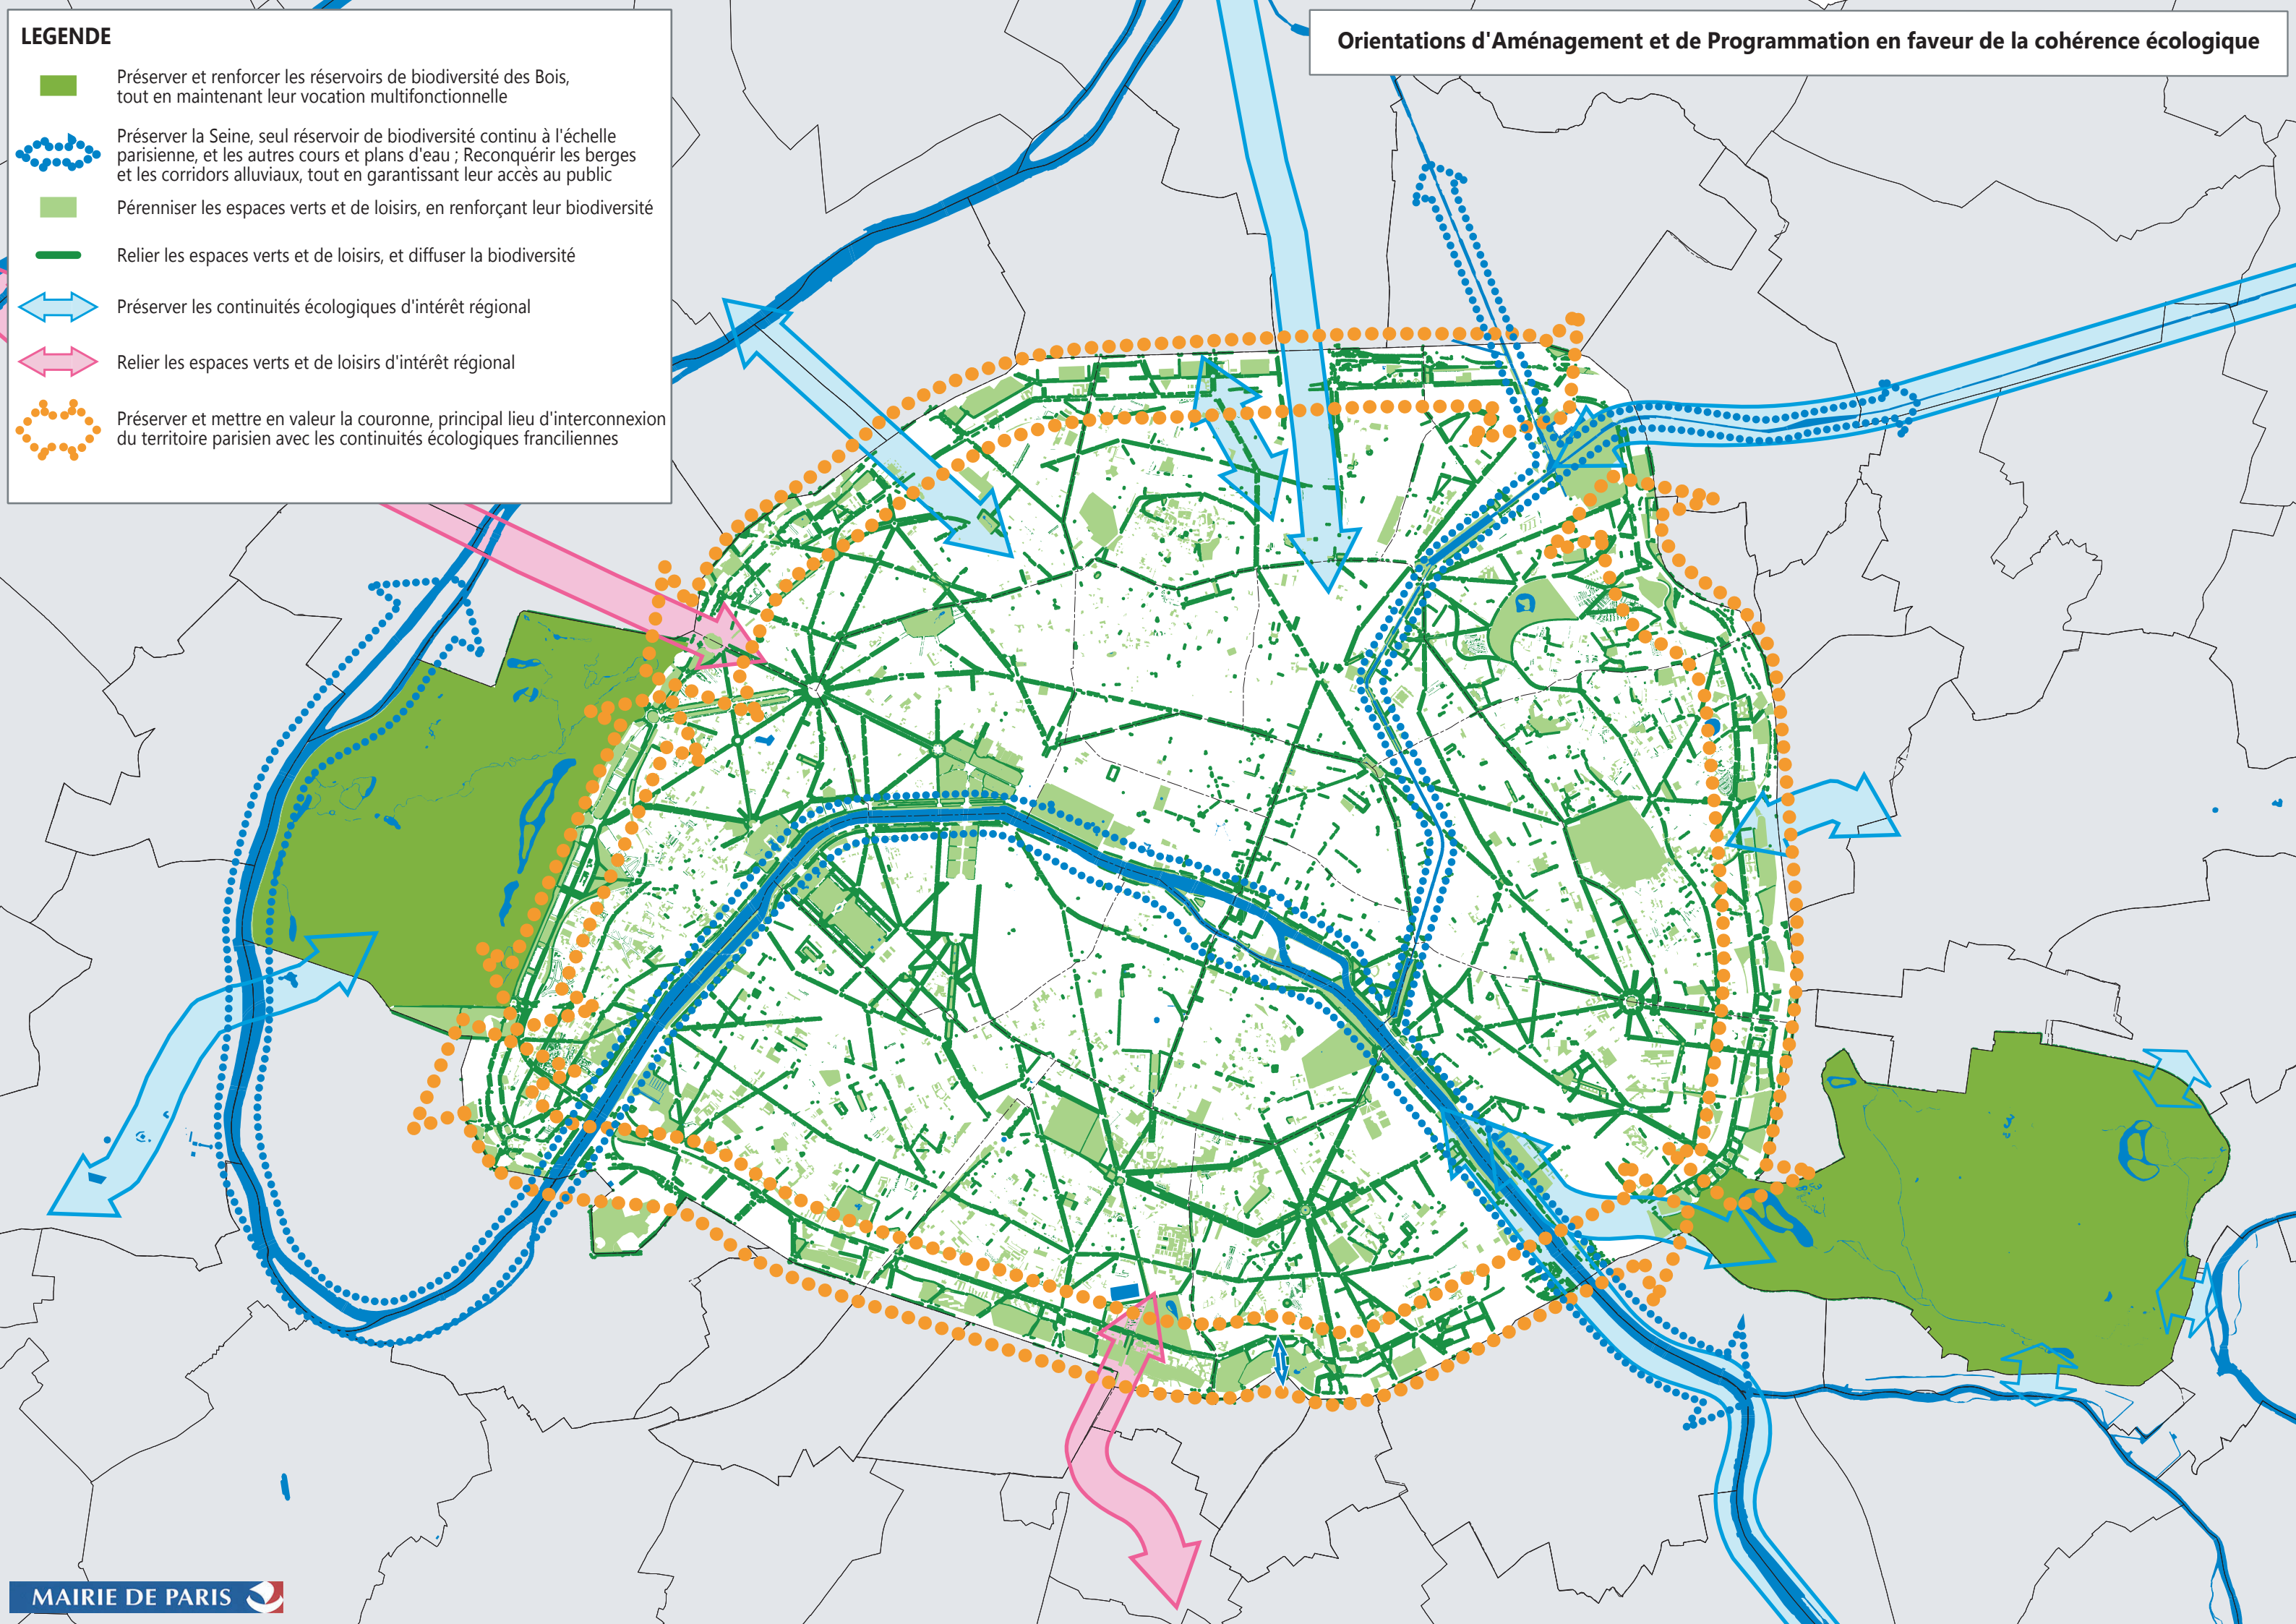 LEGENDE
Préserver et renforcer les réservoirs de biodiversité des Bois,
tout en maintenant leur vocation multifonctionnelle
Préserver la Seine, seul réservoir de biodiversité continu à l'échelle
parisienne, et les autres cours et plans d'eau ; Reconquérir les berges
et les corridors alluviaux, tout en garantissant leur accès au public
Pérenniser les espaces verts et de loisirs, en renforçant leur biodiversité
Relier les espaces verts et de loisirs, et diffuser la biodiversité
Préserver les continuités écologiques d'intérêt régional
Relier les espaces verts et de loisirs d'intérêt régional
Préserver et mettre en valeur la couronne, principal lieu d'interconnexion
du territoire parisien avec les continuités écologiques franciliennes
Orientations d'Aménagement et de Programmation en faveur de la cohérence écologique
MAIRIE DE PARIS